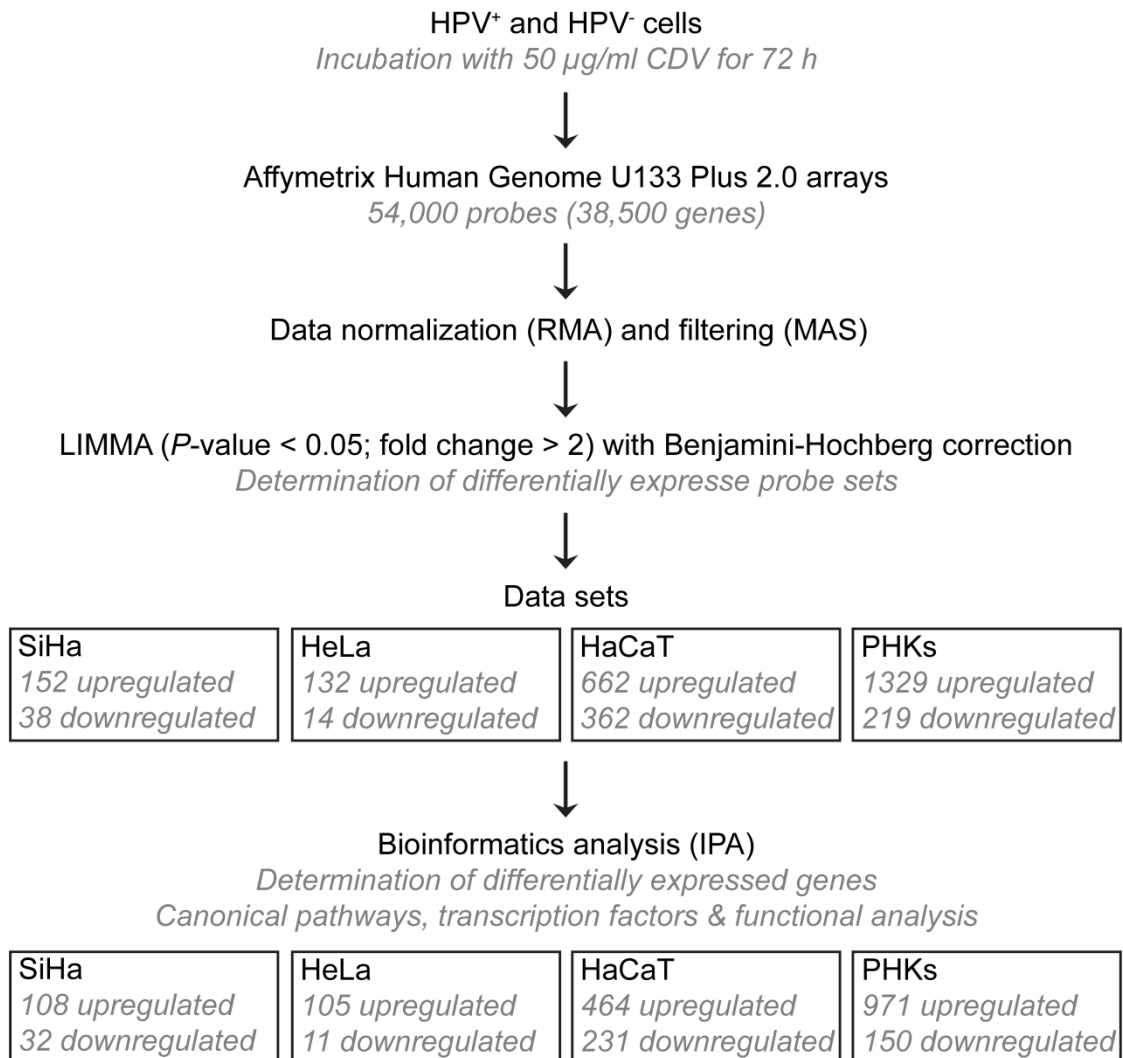 HPV⁺ and HPV⁻ cells
Incubation with 50 µg/ml CDV for 72 h
Affymetrix Human Genome U133 Plus 2.0 arrays
54,000 probes (38,500 genes)
Data normalization (RMA) and filtering (MAS)
LIMMA (P-value < 0.05; fold change > 2) with Benjamini-Hochberg correction
Determination of differentially expresse probe sets
Data sets
SiHa
152 upregulated
38 downregulated
HeLa
132 upregulated
14 downregulated
HaCaT
662 upregulated
362 downregulated
PHKs
1329 upregulated
219 downregulated
Bioinformatics analysis (IPA)
Determination of differentially expressed genes
Canonical pathways, transcription factors & functional analysis
SiHa
108 upregulated
32 downregulated
HeLa
105 upregulated
11 downregulated
HaCaT
464 upregulated
231 downregulated
PHKs
971 upregulated
150 downregulated